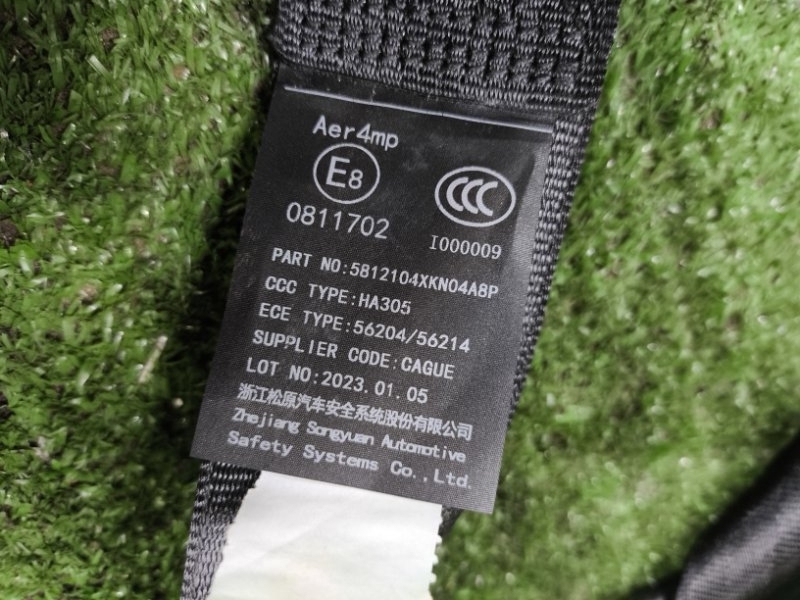 Aer4mp
E8
CCC
0811702
I000009
PART NO:5812104XKN04A8P
CCC TYPE:HA305
ECE TYPE:56204/56214
SUPPLIER CODE:CAGUE
LOT NO:2023.01.05
浙江松原汽车安全系统股份有限公司
Zhejiang Songyuan Automotive
Safety Systems Co.,Ltd.